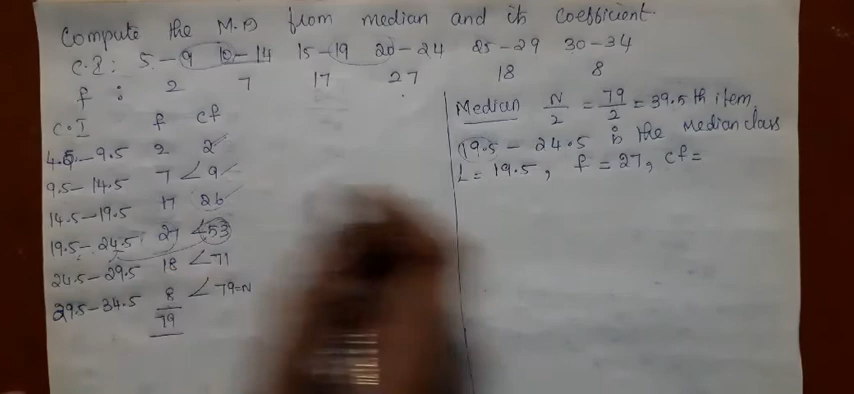 Compute the M.D from median and its coefficient.
C.I: 5-9 10-14 15-19 20-24 25-29 30-34
f : 2 7 17 27 18 8
C.I f cf
4.5-9.5 2 2
9.5-14.5 7 < 9
14.5-19.5 17 26
19.5-24.5 27 < 53
24.5-29.5 18 < 71
29.5-34.5 8 < 79=N
79
Median N/2 = 79/2 = 39.5th item
19.5-24.5 is the median class
L = 19.5, f = 27, cf =